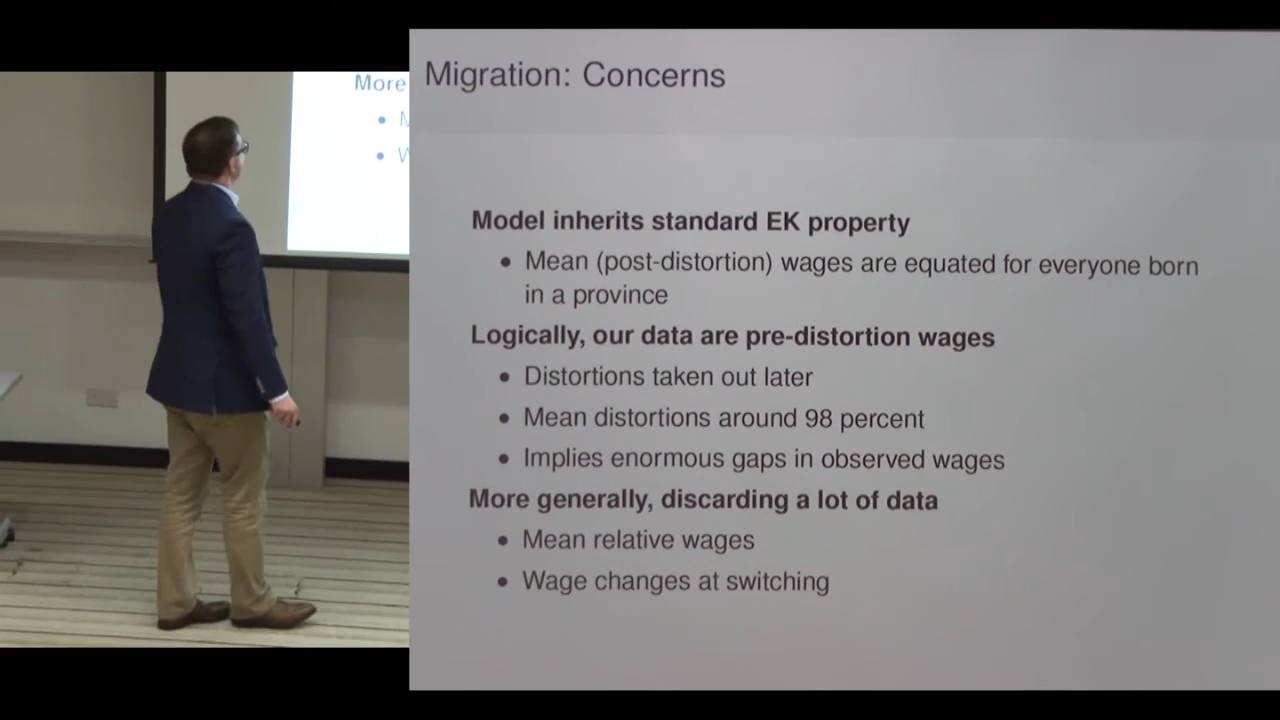 More
Migration: Concerns
Model inherits standard EK property
• Mean (post-distortion) wages are equated for everyone born
in a province
Logically, our data are pre-distortion wages
• Distortions taken out later
• Mean distortions around 98 percent
• Implies enormous gaps in observed wages
More generally, discarding a lot of data
• Mean relative wages
• Wage changes at switching